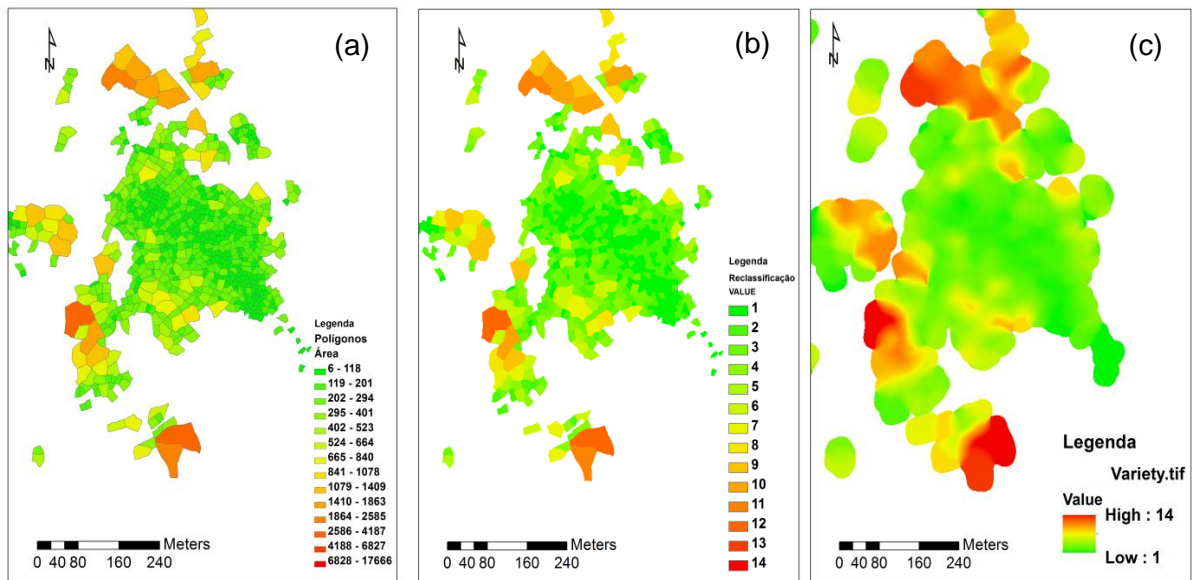 (a)
N
Legenda
Polígonos
Área
6 - 118
119 - 201
202 - 294
295 - 401
402 - 523
524 - 664
665 - 840
841 - 1078
1079 - 1409
1410 - 1863
1864 - 2585
2586 - 4187
4188 - 6827
6828 - 17666
Meters
0 40 80 160 240
(b)
N
Legenda
Reclassificação
VALUE
1
2
3
4
5
6
7
8
9
10
11
12
13
14
Meters
0 40 80 160 240
(c)
N
Legenda
Variety.tif
Value
High : 14
Low : 1
Meters
0 40 80 160 240